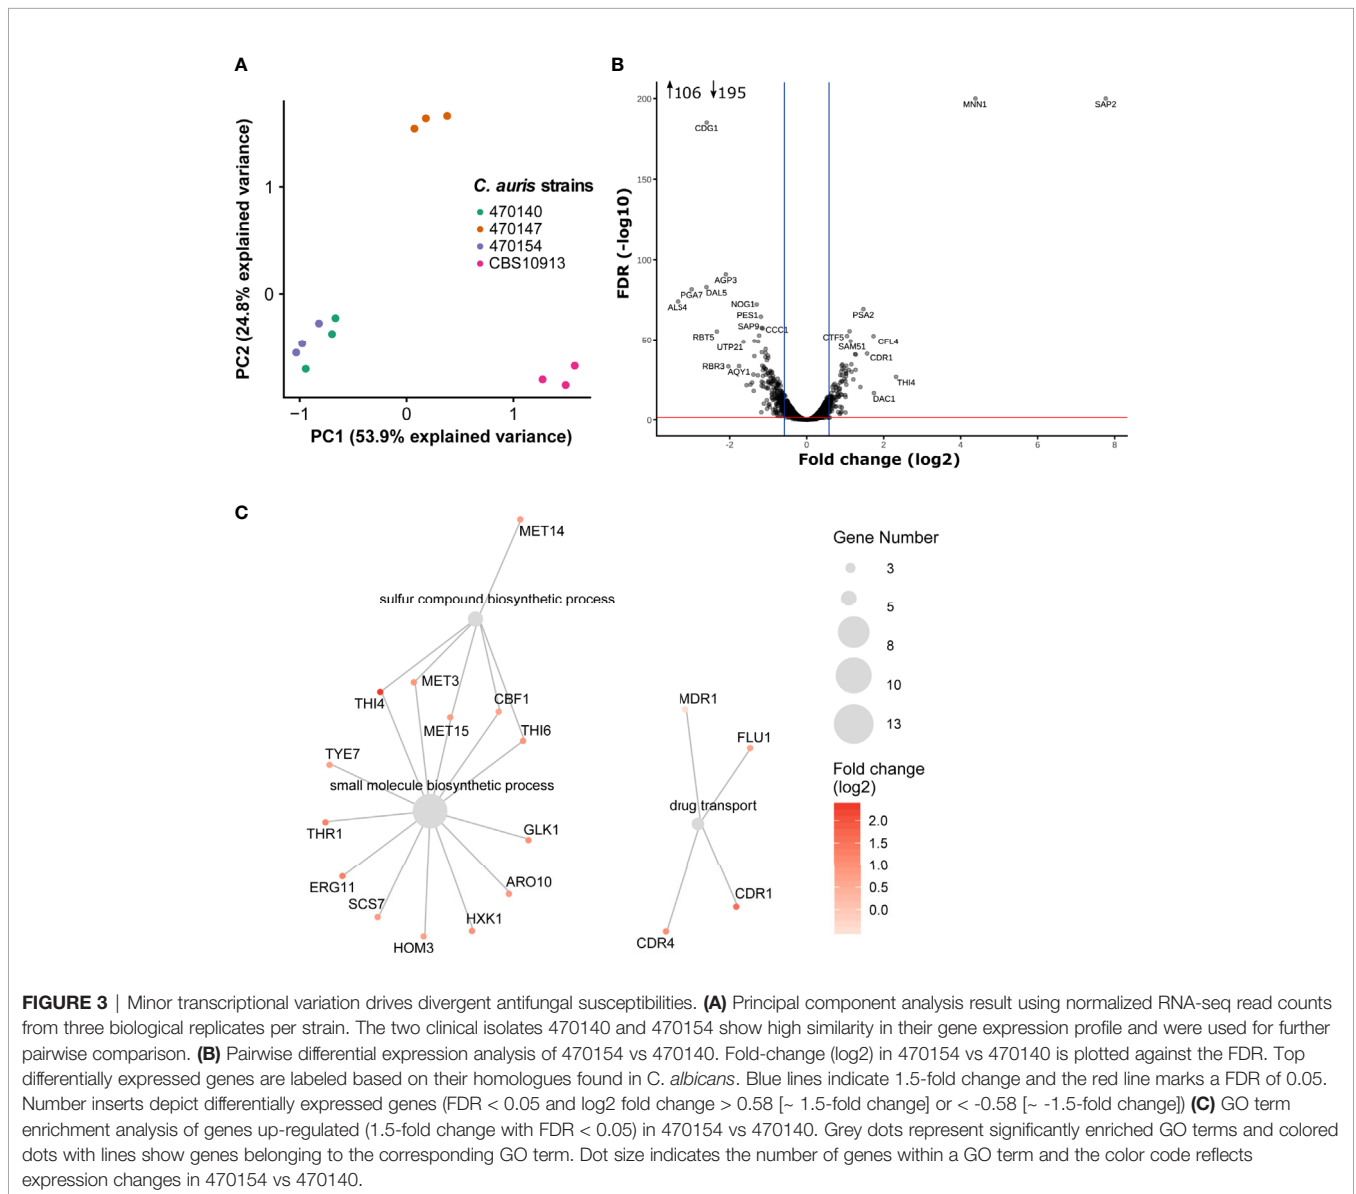 A
PC2 (24.8% explained variance)
1
0
−1
0
1
PC1 (53.9% explained variance)
C. auris strains
470140
470147
470154
CBS10913
B
↑106 ↓195
FDR (-log10)
200
150
100
50
0
-2
0
2
4
6
8
Fold change (log2)
MNN1
SAP2
CDG1
AGP3
PGA7
DAL5
ALS4
NOG1
PES1
SAP9
CCC1
RBT5
UTP21
RBR3
AQY1
PSA2
CTF5
CFL4
SAM51
CDR1
THI4
DAC1
C
MET14
sulfur compound biosynthetic process
THI4
MET3
CBF1
MET15
THI6
TYE7
small molecule biosynthetic process
THR1
GLK1
ERG11
ARO10
SCS7
HXK1
HOM3
MDR1
FLU1
drug transport
CDR1
CDR4
Gene Number
3
5
8
10
13
Fold change
(log2)
2.0
1.5
1.0
0.5
0.0
FIGURE 3 | Minor transcriptional variation drives divergent antifungal susceptibilities. (A) Principal component analysis result using normalized RNA-seq read counts
from three biological replicates per strain. The two clinical isolates 470140 and 470154 show high similarity in their gene expression profile and were used for further
pairwise comparison. (B) Pairwise differential expression analysis of 470154 vs 470140. Fold-change (log2) in 470154 vs 470140 is plotted against the FDR. Top
differentially expressed genes are labeled based on their homologues found in C. albicans. Blue lines indicate 1.5-fold change and the red line marks a FDR of 0.05.
Number inserts depict differentially expressed genes (FDR < 0.05 and log2 fold change > 0.58 [~ 1.5-fold change] or < -0.58 [~ -1.5-fold change]) (C) GO term
enrichment analysis of genes up-regulated (1.5-fold change with FDR < 0.05) in 470154 vs 470140. Grey dots represent significantly enriched GO terms and colored
dots with lines show genes belonging to the corresponding GO term. Dot size indicates the number of genes within a GO term and the color code reflects
expression changes in 470154 vs 470140.